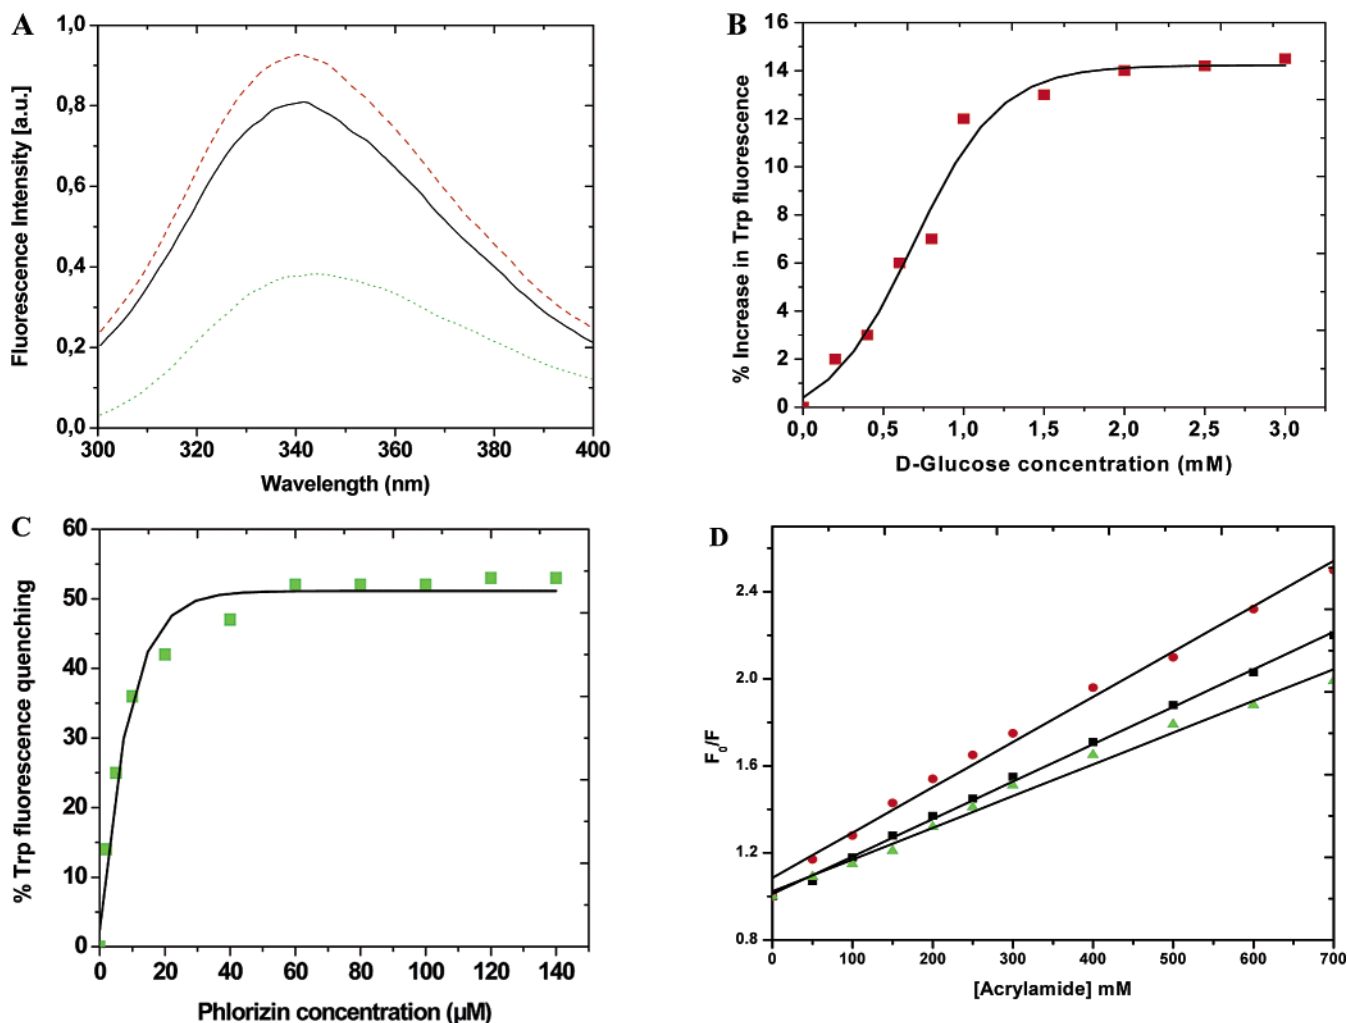 A
Fluorescence Intensity [a.u.]
1,0
0,8
0,6
0,4
0,2
0,0
300 320 340 360 380 400
Wavelength (nm)
B
% Increase in Trp fluorescence
16
14
12
10
8
6
4
2
0
0,0 0,5 1,0 1,5 2,0 2,5 3,0
D-Glucose concentration (mM)
C
% Trp fluorescence quenching
60
50
40
30
20
10
0
0 20 40 60 80 100 120 140
Phlorizin concentration (µM)
D
F0/F
2.4
2.0
1.6
1.2
0.8
0 100 200 300 400 500 600 700
[Acrylamide] mM